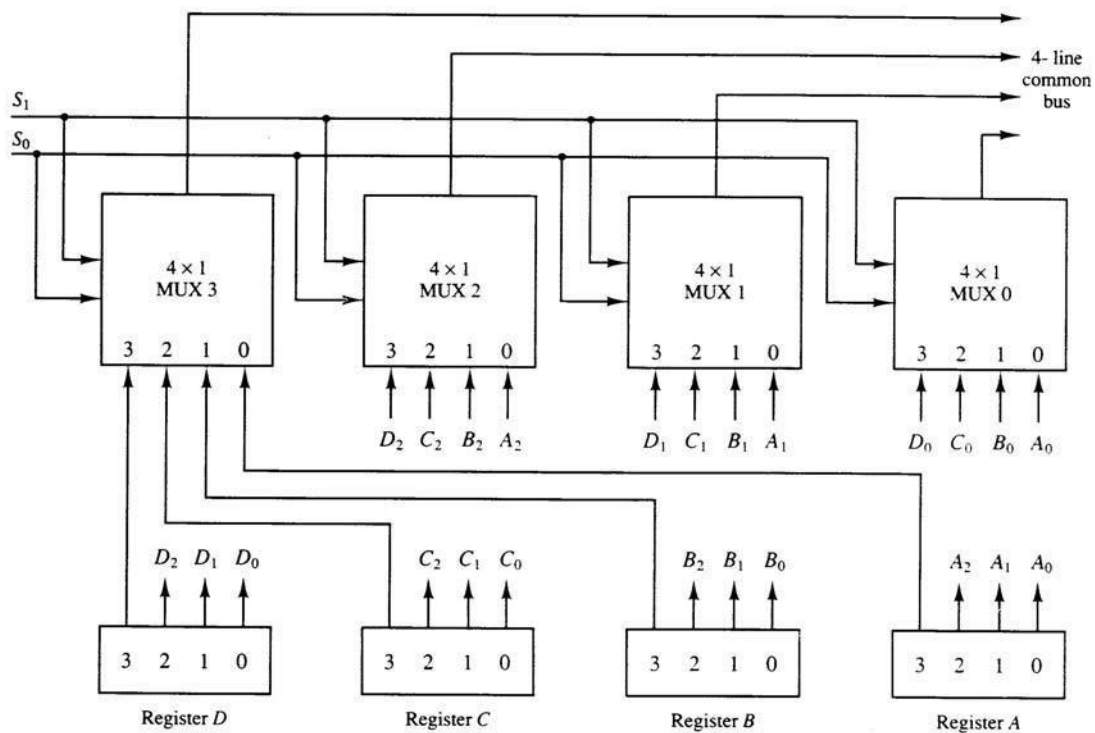 4- line
common
bus
S₁
S₀
4 × 1
MUX 3
3 2 1 0
4 × 1
MUX 2
3 2 1 0
4 × 1
MUX 1
3 2 1 0
4 × 1
MUX 0
3 2 1 0
D₂ C₂ B₂ A₂
D₁ C₁ B₁ A₁
D₀ C₀ B₀ A₀
D₂ D₁ D₀
C₂ C₁ C₀
B₂ B₁ B₀
A₂ A₁ A₀
3 2 1 0
3 2 1 0
3 2 1 0
3 2 1 0
Register D
Register C
Register B
Register A